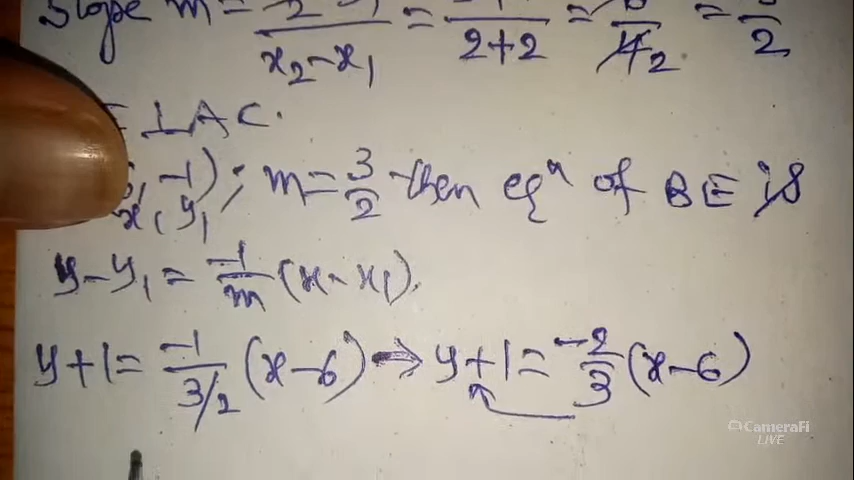 Slope m = 2 1 / x₂-x₁ = / 2+2 = 6/4 2 = 3/2
⊥ AC.
, -1) ; m = 3/2 then eqⁿ of BE is
x₁ y₁
y-y₁ = -1/m (x-x₁).
y+1 = -1/3/2 (x-6) ⇒ y+1 = -2/3 (x-6)
CameraFi
LIVE